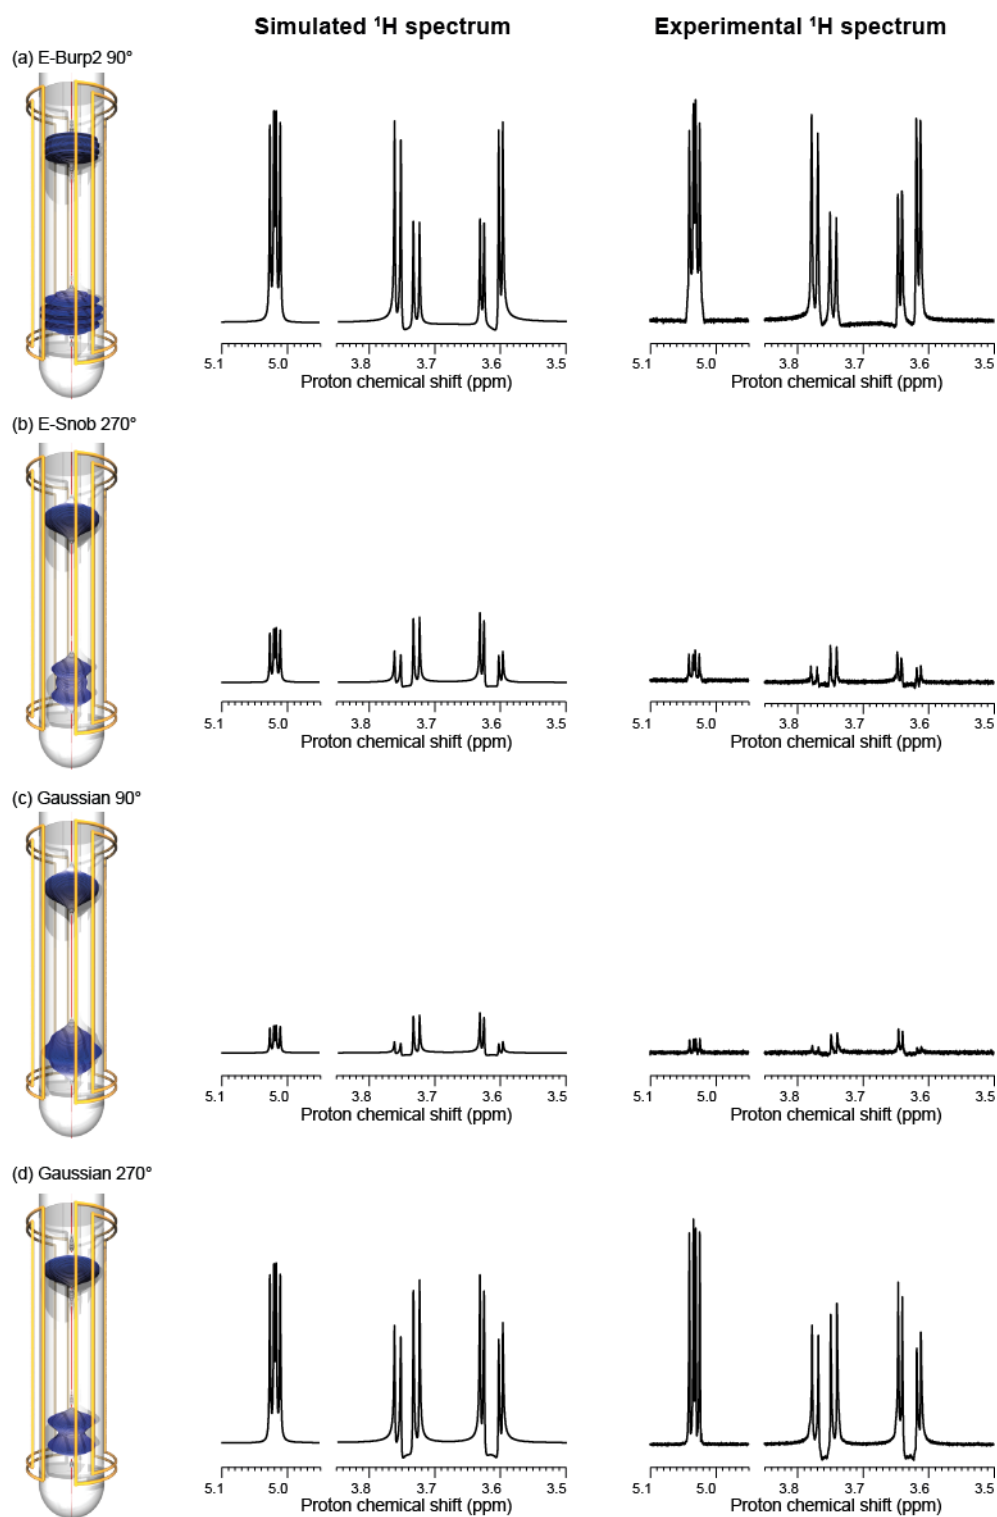 Simulated ¹H spectrum Experimental ¹H spectrum
(a) E-Burp2 90°
5.1 5.0 3.8 3.7 3.6 3.5 5.1 5.0 3.8 3.7 3.6 3.5
Proton chemical shift (ppm) Proton chemical shift (ppm)
(b) E-Snob 270°
5.1 5.0 3.8 3.7 3.6 3.5 5.1 5.0 3.8 3.7 3.6 3.5
Proton chemical shift (ppm) Proton chemical shift (ppm)
(c) Gaussian 90°
5.1 5.0 3.8 3.7 3.6 3.5 5.1 5.0 3.8 3.7 3.6 3.5
Proton chemical shift (ppm) Proton chemical shift (ppm)
(d) Gaussian 270°
5.1 5.0 3.8 3.7 3.6 3.5 5.1 5.0 3.8 3.7 3.6 3.5
Proton chemical shift (ppm) Proton chemical shift (ppm)